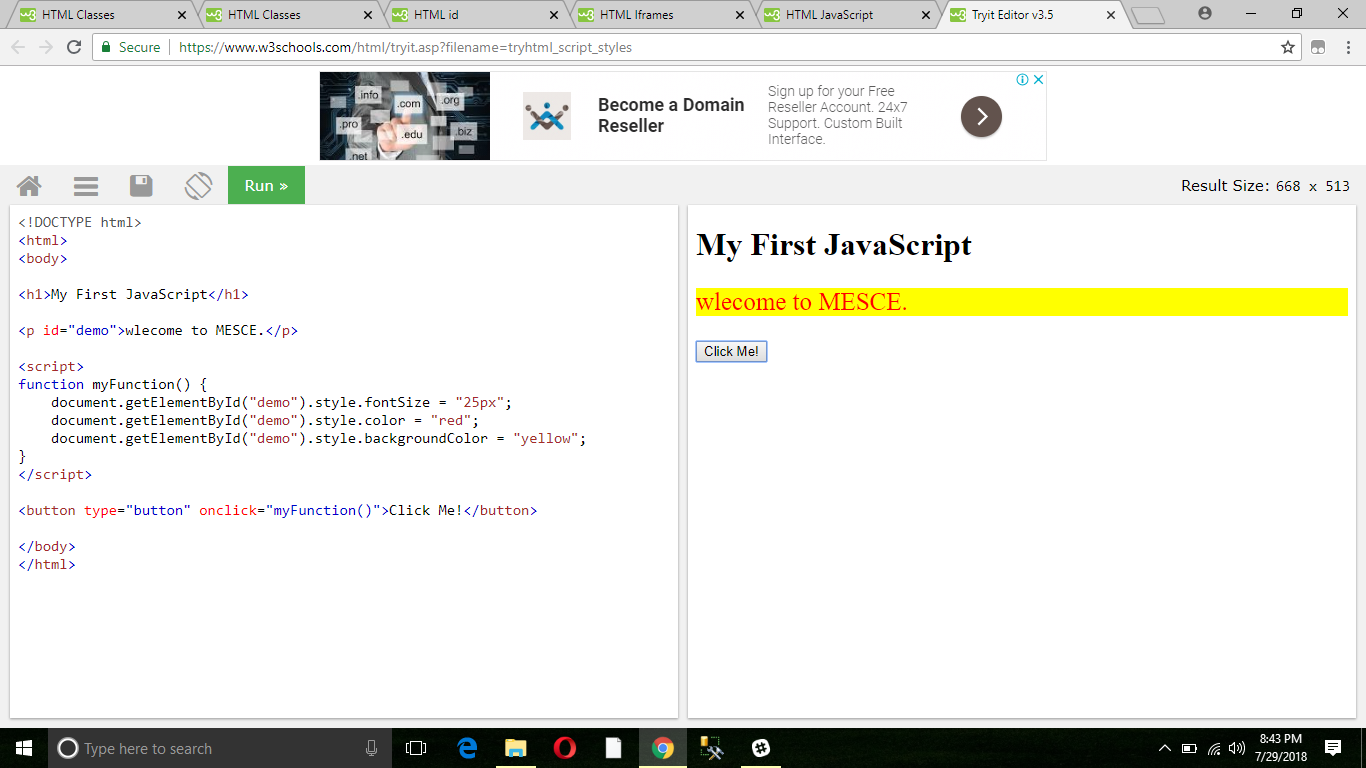 HTML Classes
HTML Classes
HTML id
HTML Iframes
HTML JavaScript
Tryit Editor v3.5
Secure
https://www.w3schools.com/html/tryit.asp?filename=tryhtml_script_styles
.info
.com
.org
.pro
.edu
.biz
.net
Become a Domain
Reseller
Sign up for your Free
Reseller Account. 24x7
Support. Custom Built
Interface.
Run »
Result Size: 668 x 513
<!DOCTYPE html>
<html>
<body>
<h1>My First JavaScript</h1>
<p id="demo">wlecome to MESCE.</p>
<script>
function myFunction() {
    document.getElementById("demo").style.fontSize = "25px";
    document.getElementById("demo").style.color = "red";
    document.getElementById("demo").style.backgroundColor = "yellow";
}
</script>
<button type="button" onclick="myFunction()">Click Me!</button>
</body>
</html>
My First JavaScript
wlecome to MESCE.
Click Me!
Type here to search
8:43 PM
7/29/2018